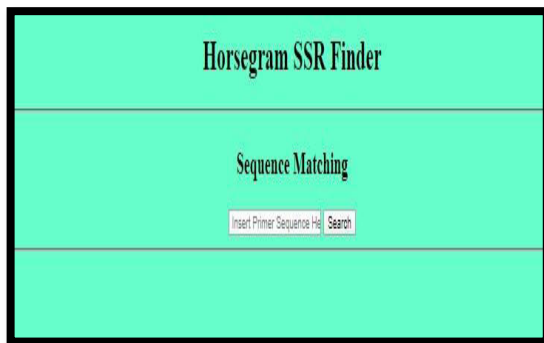 Horsegram SSR Finder
Sequence Matching
Insert Primer Sequence He Search